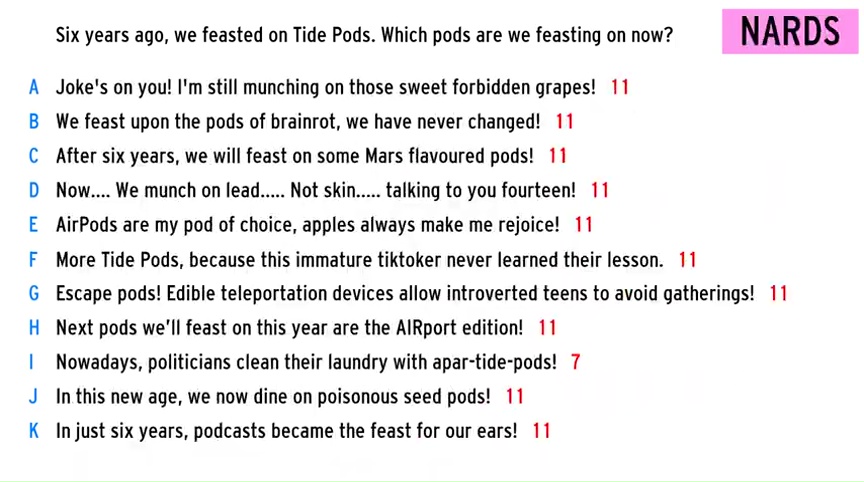 Six years ago, we feasted on Tide Pods. Which pods are we feasting on now?
NARDS
A Joke's on you! I'm still munching on those sweet forbidden grapes! 11
B We feast upon the pods of brainrot, we have never changed! 11
C After six years, we will feast on some Mars flavoured pods! 11
D Now.... We munch on lead..... Not skin..... talking to you fourteen! 11
E AirPods are my pod of choice, apples always make me rejoice! 11
F More Tide Pods, because this immature tiktoker never learned their lesson. 11
G Escape pods! Edible teleportation devices allow introverted teens to avoid gatherings! 11
H Next pods we’ll feast on this year are the AIRport edition! 11
I Nowadays, politicians clean their laundry with apar-tide-pods! 7
J In this new age, we now dine on poisonous seed pods! 11
K In just six years, podcasts became the feast for our ears! 11